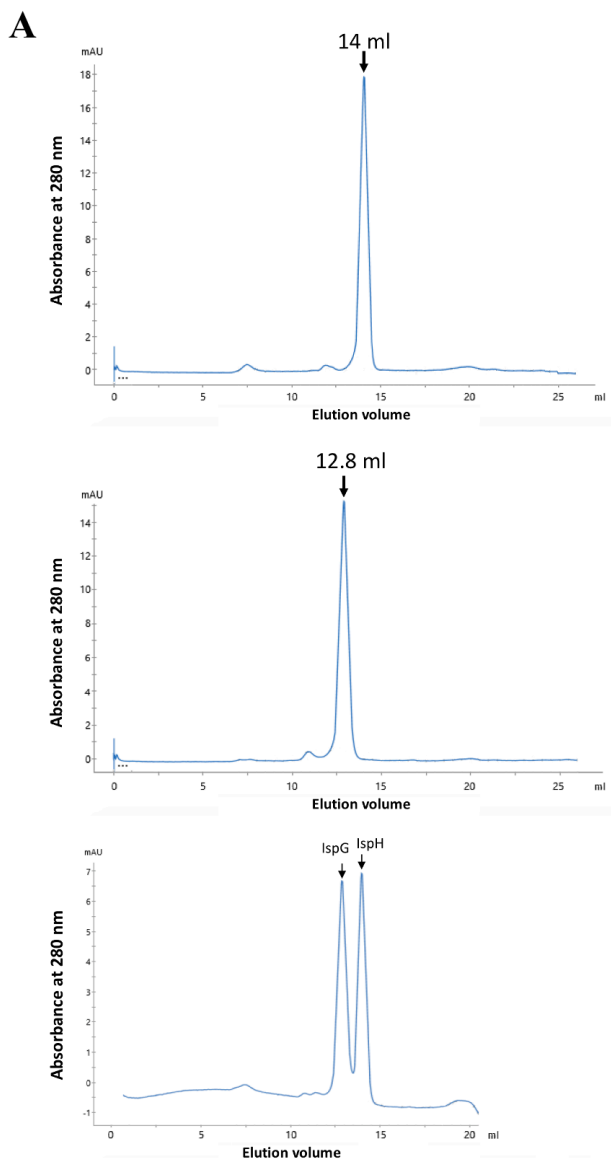 A
14 ml
mAU
18
16
14
12
10
8
6
4
2
0
Absorbance at 280 nm
0 5 10 15 20 25 ml
Elution volume
12.8 ml
mAU
14
12
10
8
6
4
2
0
Absorbance at 280 nm
0 5 10 15 20 25 ml
Elution volume
IspG IspH
mAU
7
6
5
4
3
2
1
0
-1
Absorbance at 280 nm
0 5 10 15 20 ml
Elution volume